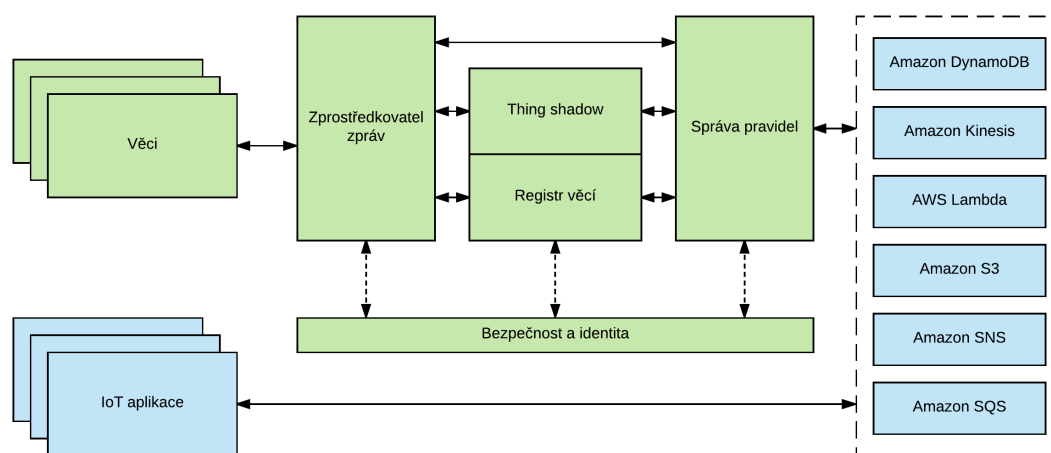 Věci
Zprostředkovatel
zpráv
Thing shadow
Registr věcí
Správa pravidel
Bezpečnost a identita
IoT aplikace
Amazon DynamoDB
Amazon Kinesis
AWS Lambda
Amazon S3
Amazon SNS
Amazon SQS